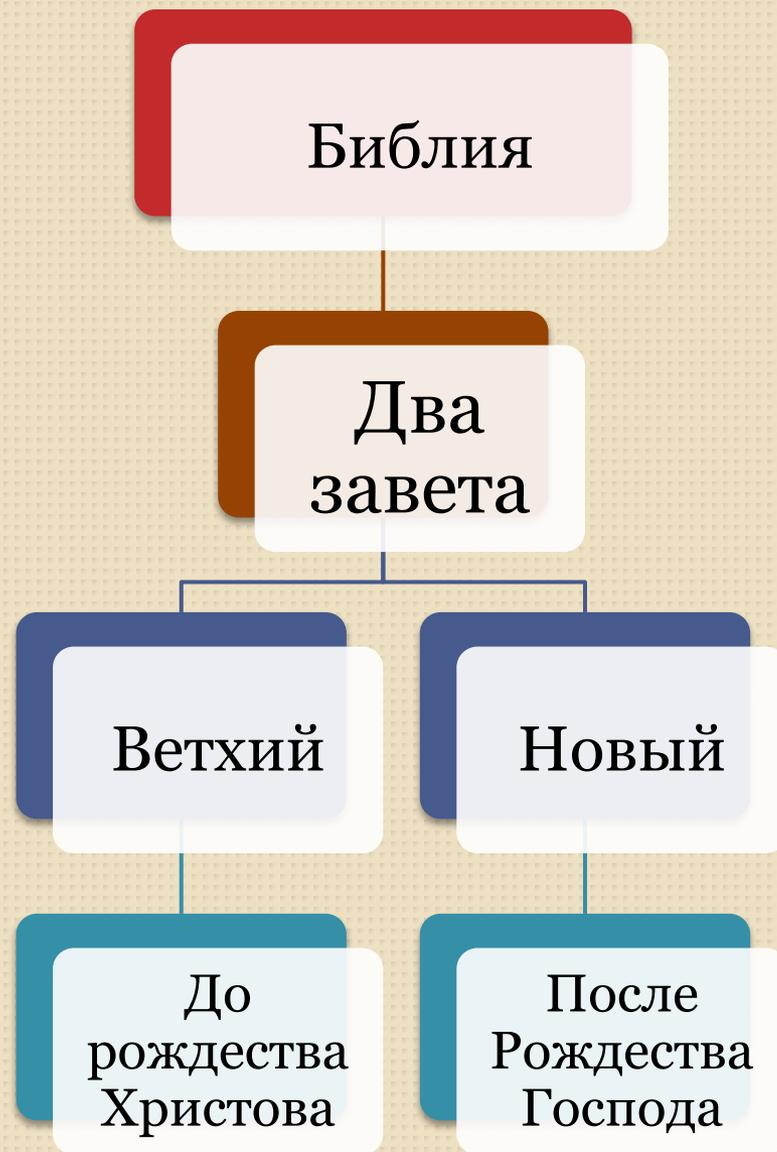 Библия
Два
завета
Ветхий
Новый
До
рождества
Христова
После
Рождества
Господа